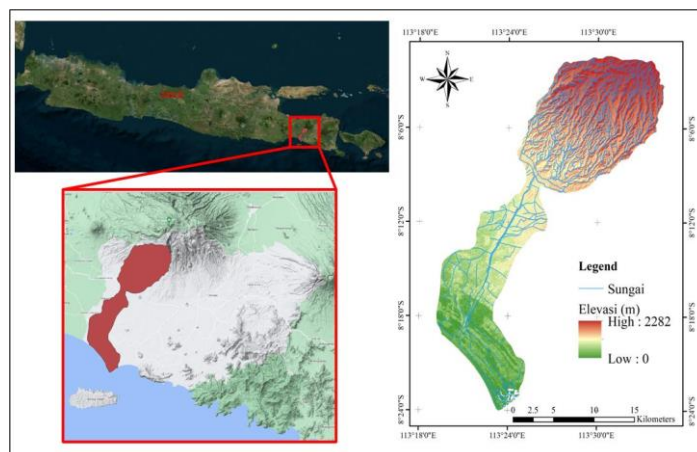 113°18'0"E 113°24'0"E 113°30'0"E
N
W E
S
8°6'0"S
8°12'0"S
8°18'0"S
8°24'0"S
Legend
Sungai
Elevasi (m)
High : 2282
Low : 0
0 2.5 5 10 15
Kilometers
113°18'0"E 113°24'0"E 113°30'0"E
8°6'0"S
8°12'0"S
8°18'0"S
8°24'0"S